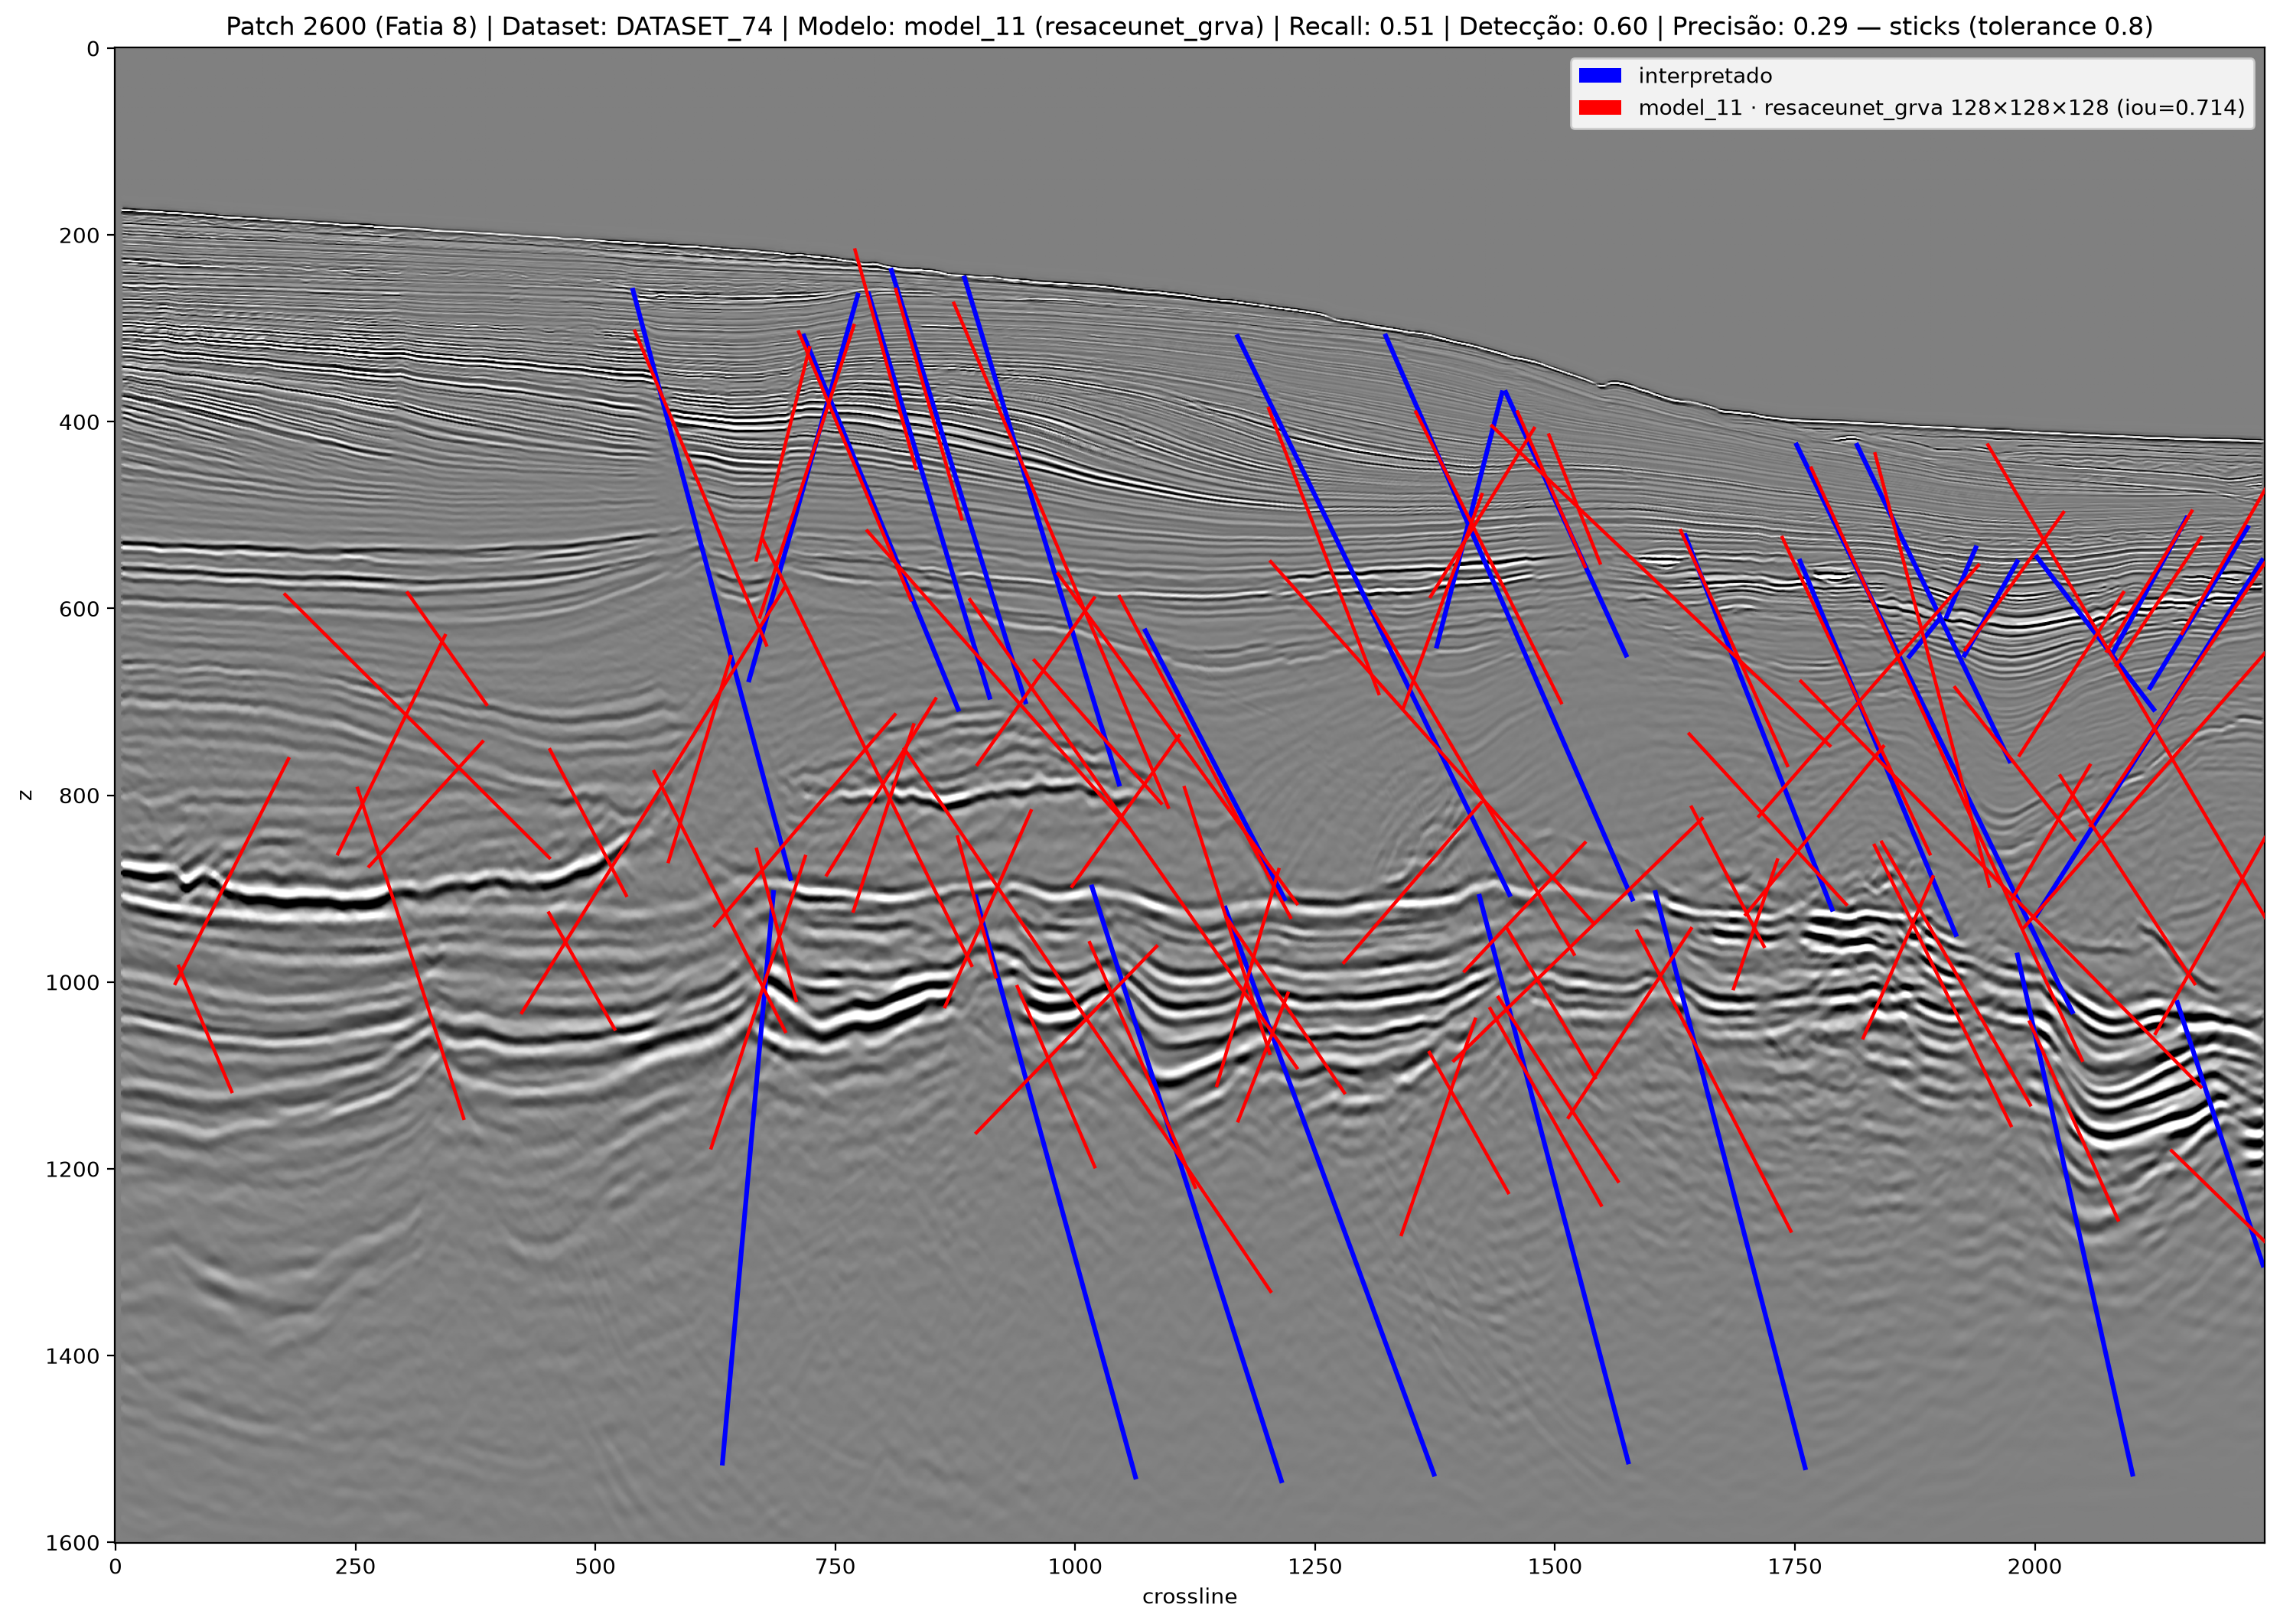 Patch 2600 (Fatia 8) | Dataset: DATASET_74 | Modelo: model_11 (resaceunet_grva) | Recall: 0.51 | Detecção: 0.60 | Precisão: 0.29 — sticks (tolerance 0.8)
interpretado
model_11 · resaceunet_grva 128×128×128 (iou=0.714)
0
200
400
600
800
1000
1200
1400
1600
z
0 250 500 750 1000 1250 1500 1750 2000
crossline